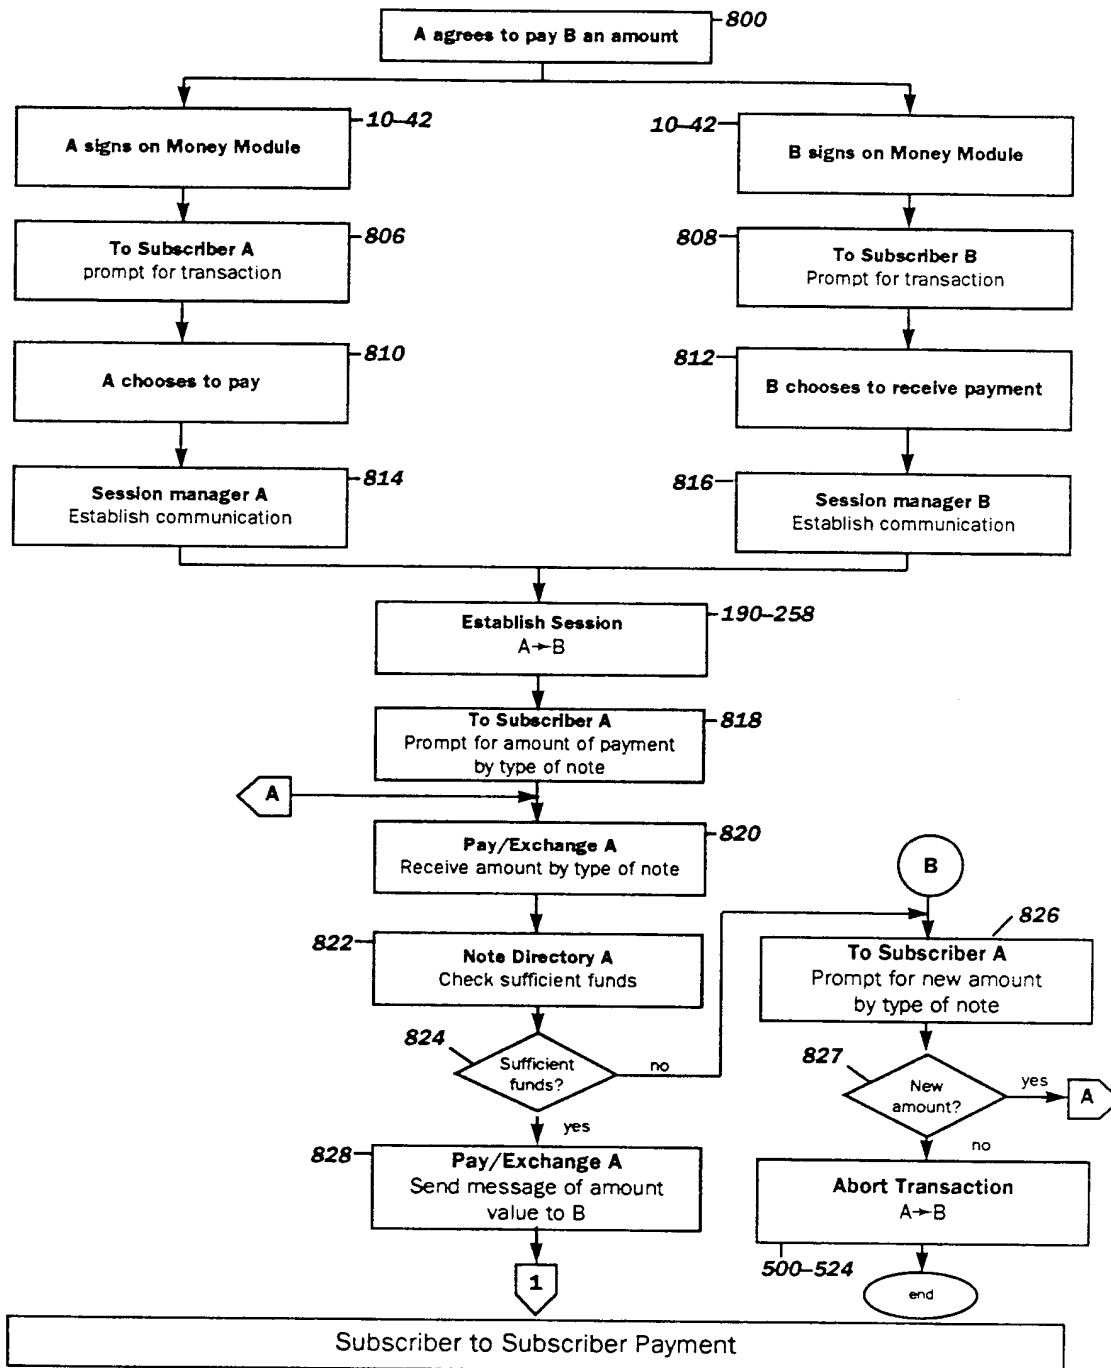 A agrees to pay B an amount
800
A signs on Money Module
10–42
10–42
B signs on Money Module
To Subscriber A
prompt for transaction
806
808
To Subscriber B
Prompt for transaction
A chooses to pay
810
812
B chooses to receive payment
Session manager A
Establish communication
814
816
Session manager B
Establish communication
Establish Session
A→B
190–258
To Subscriber A
Prompt for amount of payment
by type of note
818
A
Pay/Exchange A
Receive amount by type of note
820
B
822
Note Directory A
Check sufficient funds
826
To Subscriber A
Prompt for new amount
by type of note
824
Sufficient
funds?
no
yes
827
New
amount?
yes
A
no
828
Pay/Exchange A
Send message of amount
value to B
Abort Transaction
A→B
500–524
1
end
Subscriber to Subscriber Payment